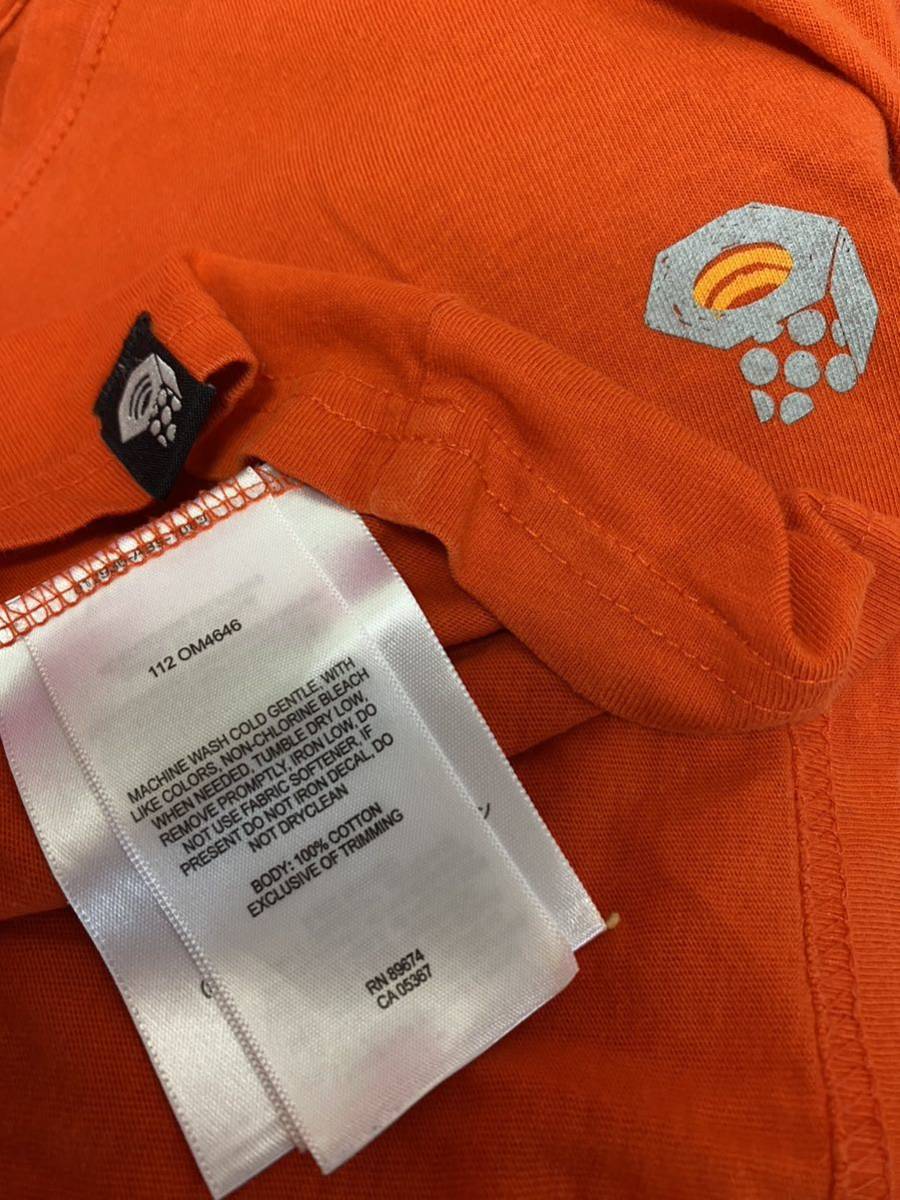 112 OM4646
MACHINE WASH COLD GENTLE, WITH
LIKE COLORS, NON-CHLORINE BLEACH
WHEN NEEDED, TUMBLE DRY LOW,
REMOVE PROMPTLY, IRON LOW. DO
NOT USE FABRIC SOFTENER, IF
PRESENT DO NOT IRON DECAL, DO
NOT DRYCLEAN
BODY: 100% COTTON
EXCLUSIVE OF TRIMMING
RN 89674
CA 05367